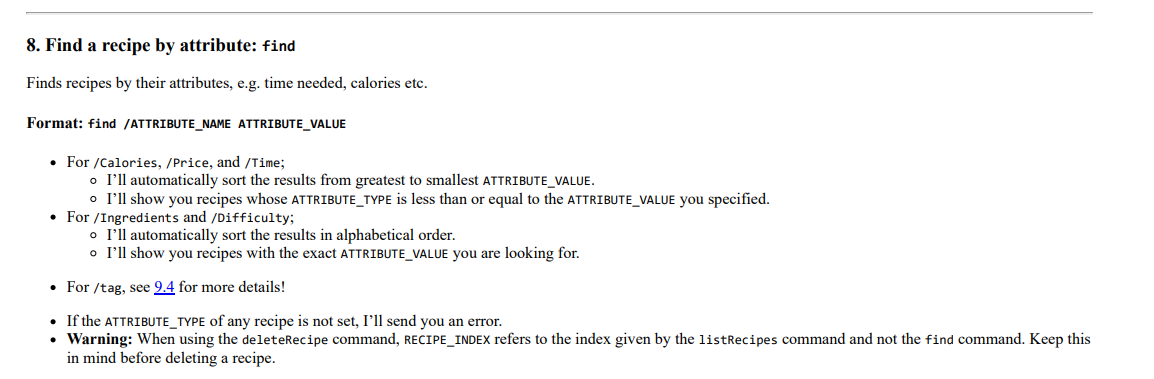 8. Find a recipe by attribute: find
Finds recipes by their attributes, e.g. time needed, calories etc.
Format: find /ATTRIBUTE_NAME ATTRIBUTE_VALUE
• For /Calories, /Price, and /Time;
◦ I’ll automatically sort the results from greatest to smallest ATTRIBUTE_VALUE.
◦ I’ll show you recipes whose ATTRIBUTE_TYPE is less than or equal to the ATTRIBUTE_VALUE you specified.
• For /Ingredients and /Difficulty;
◦ I’ll automatically sort the results in alphabetical order.
◦ I’ll show you recipes with the exact ATTRIBUTE_VALUE you are looking for.
• For /tag, see 9.4 for more details!
• If the ATTRIBUTE_TYPE of any recipe is not set, I’ll send you an error.
• Warning: When using the deleteRecipe command, RECIPE_INDEX refers to the index given by the listRecipes command and not the find command. Keep this
in mind before deleting a recipe.